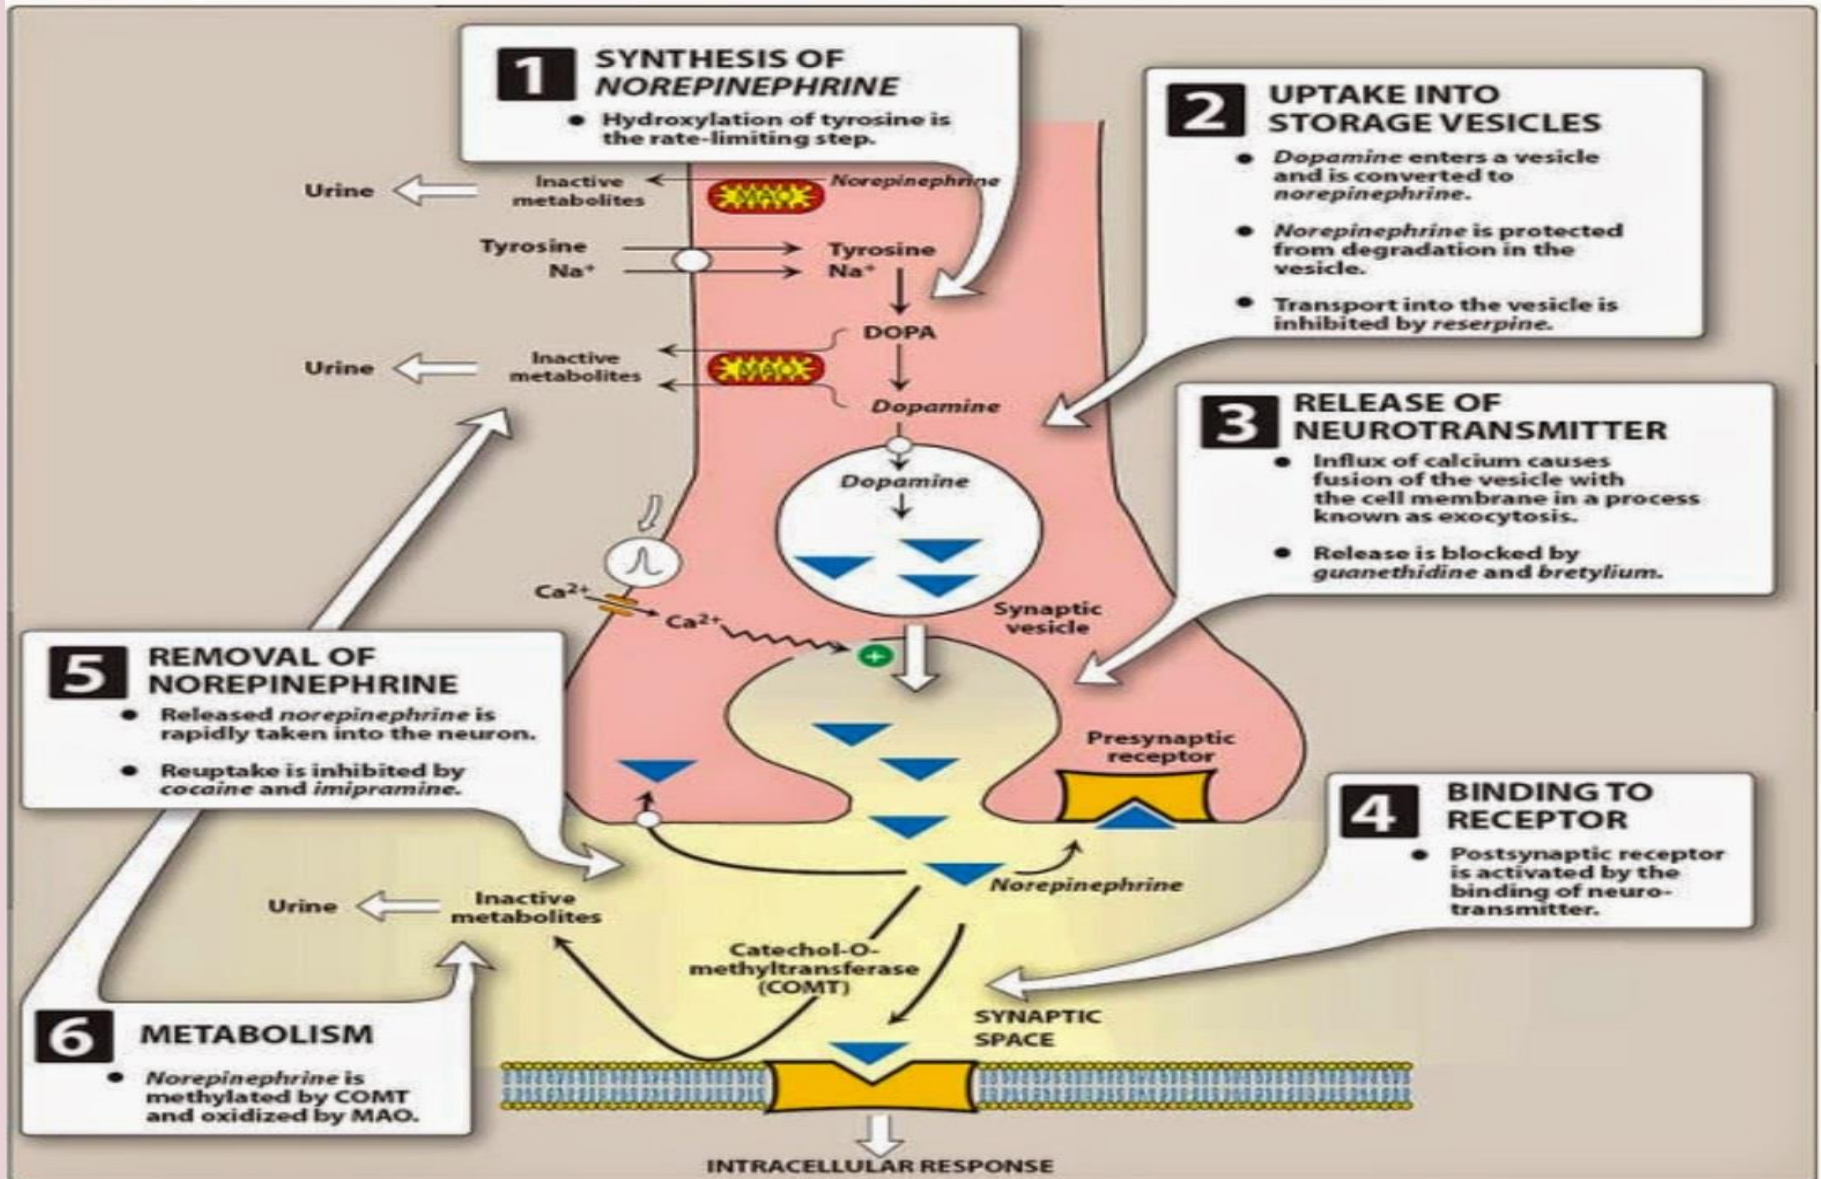 1
SYNTHESIS OF
NOREPINEPHRINE
● Hydroxylation of tyrosine is
the rate-limiting step.
2
UPTAKE INTO
STORAGE VESICLES
● Dopamine enters a vesicle
and is converted to
norepinephrine.
● Norepinephrine is protected
from degradation in the
vesicle.
● Transport into the vesicle is
inhibited by reserpine.
Urine
Inactive
metabolites
MAO
Norepinephrine
Tyrosine
Na⁺
Tyrosine
Na⁺
DOPA
Urine
Inactive
metabolites
MAO
Dopamine
Dopamine
3
RELEASE OF
NEUROTRANSMITTER
● Influx of calcium causes
fusion of the vesicle with
the cell membrane in a process
known as exocytosis.
● Release is blocked by
guanethidine and bretylium.
Ca²⁺
Ca²⁺
Synaptic
vesicle
+
5
REMOVAL OF
NOREPINEPHRINE
● Released norepinephrine is
rapidly taken into the neuron.
● Reuptake is inhibited by
cocaine and imipramine.
Presynaptic
receptor
4
BINDING TO
RECEPTOR
● Postsynaptic receptor
is activated by the
binding of neuro-
transmitter.
Norepinephrine
Urine
Inactive
metabolites
Catechol-O-
methyltransferase
(COMT)
SYNAPTIC
SPACE
6
METABOLISM
● Norepinephrine is
methylated by COMT
and oxidized by MAO.
INTRACELLULAR RESPONSE